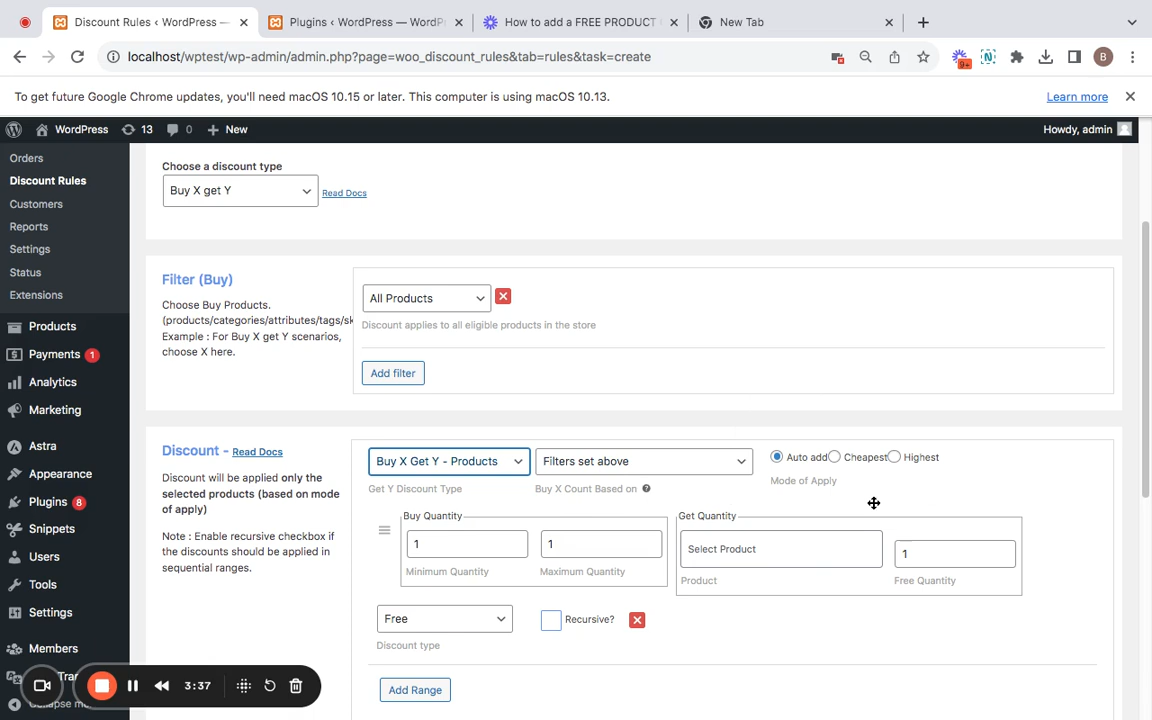 Discount Rules ‹ WordPress —
Plugins ‹ WordPress — WordP
How to add a FREE PRODUCT
New Tab
localhost/wptest/wp-admin/admin.php?page=woo_discount_rules&tab=rules&task=create
9+
B
To get future Google Chrome updates, you'll need macOS 10.15 or later. This computer is using macOS 10.13.
Learn more
WordPress
13
0
New
Howdy, admin
Orders
Discount Rules
Customers
Reports
Settings
Status
Extensions
Products
Payments 1
Analytics
Marketing
Astra
Appearance
Plugins 8
Snippets
Users
Tools
Settings
Members
Collapse
3:37
Choose a discount type
Buy X get Y
Read Docs
Filter (Buy)
Choose Buy Products.
(products/categories/attributes/tags/sk
Example : For Buy X get Y scenarios,
choose X here.
All Products
Discount applies to all eligible products in the store
Add filter
Discount - Read Docs
Discount will be applied only the
selected products (based on mode
of apply)
Note : Enable recursive checkbox if
the discounts should be applied in
sequential ranges.
Buy X Get Y - Products
Filters set above
Auto add
Cheapest
Highest
Get Y Discount Type
Buy X Count Based on
Mode of Apply
Buy Quantity
1
1
Minimum Quantity
Maximum Quantity
Get Quantity
Select Product
1
Product
Free Quantity
Free
Recursive?
Discount type
Add Range